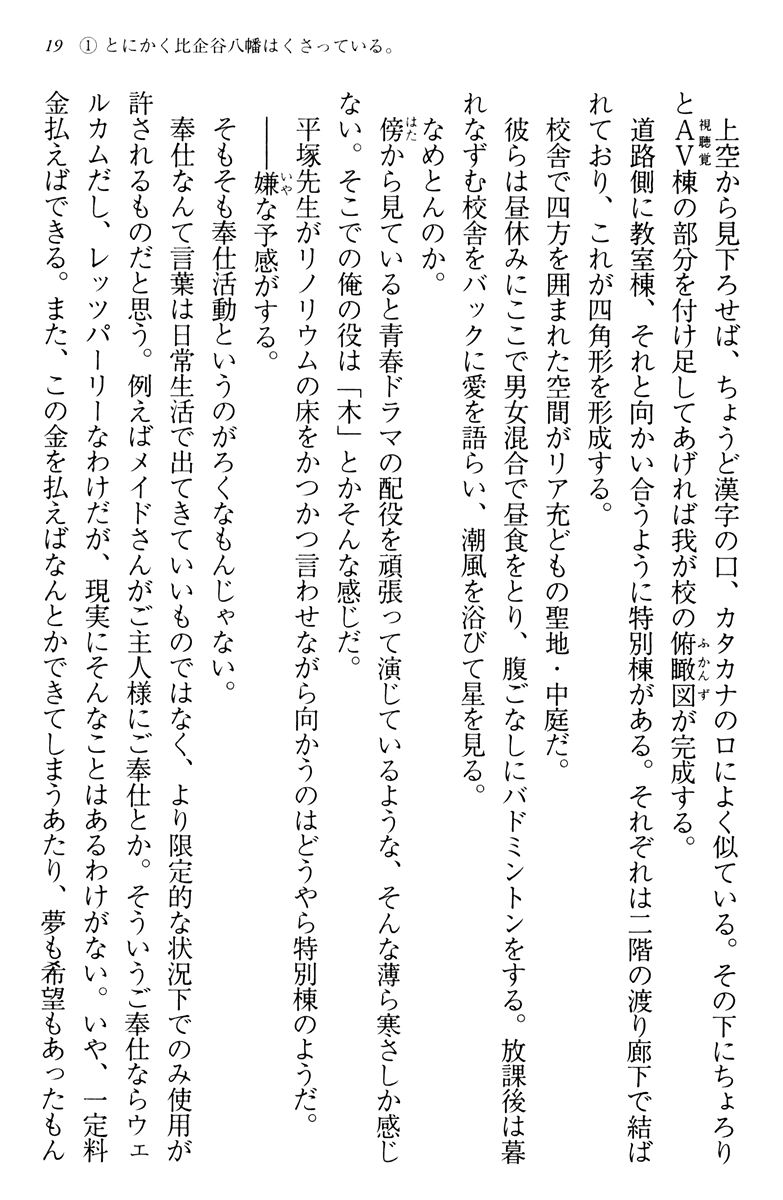 19 ① とにかく比企谷八幡はくさっている。
上空から見下ろせば、ちょうど漢字の口、カタカナのロによく似ている。その下にちょろり
とAV棟の部分を付け足してあげれば我が校の俯瞰図が完成する。
視聴覚
ふかんず
道路側に教室棟、それと向かい合うように特別棟がある。それぞれは二階の渡り廊下で結ば
れており、これが四角形を形成する。
校舎で四方を囲まれた空間がリア充どもの聖地・中庭だ。
彼らは昼休みにここで男女混合で昼食をとり、腹ごなしにバドミントンをする。放課後は暮
れなずむ校舎をバックに愛を語らい、潮風を浴びて星を見る。
なめとんのか。
傍から見ていると青春ドラマの配役を頑張って演じているような、そんな薄ら寒さしか感じ
はた
ない。そこでの俺の役は「木」とかそんな感じだ。
平塚先生がリノリウムの床をかつかつ言わせながら向かうのはどうやら特別棟のようだ。
――嫌な予感がする。
いや
そもそも奉仕活動というのがろくなもんじゃない。
奉仕なんて言葉は日常生活で出てきていいものではなく、より限定的な状況下でのみ使用が
許されるものだと思う。例えばメイドさんがご主人様にご奉仕とか。そういうご奉仕ならウェ
ルカムだし、レッツパーリーなわけだが、現実にそんなことはあるわけがない。いや、一定料
金払えばできる。また、この金を払えばなんとかできてしまうあたり、夢も希望もあったもん